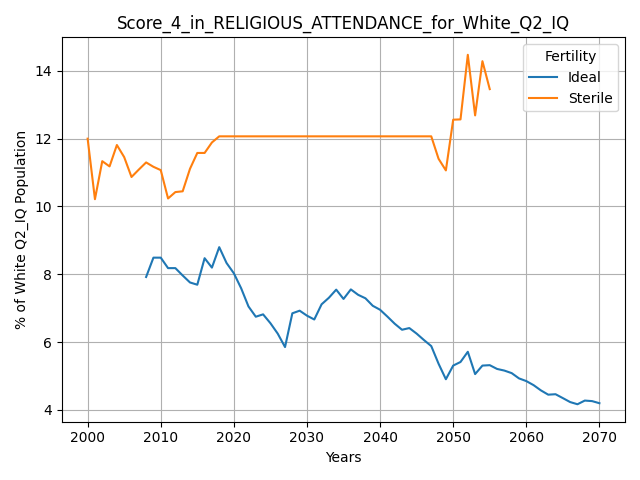 Score_4_in_RELIGIOUS_ATTENDANCE_for_White_Q2_IQ
Fertility
Ideal
Sterile
% of White Q2_IQ Population
14
12
10
8
6
4
2000 2010 2020 2030 2040 2050 2060 2070
Years